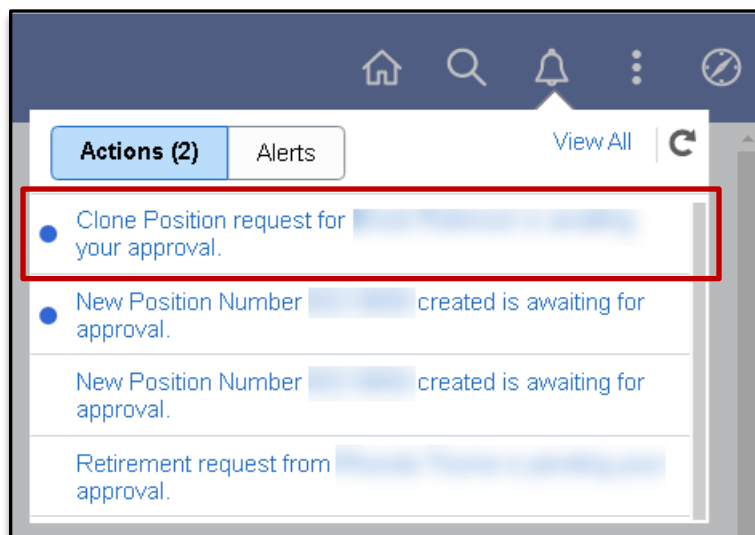 Actions (2)
Alerts
View All
Clone Position request for
your approval.
New Position Number created is awaiting for
approval.
New Position Number created is awaiting for
approval.
Retirement request from
approval.